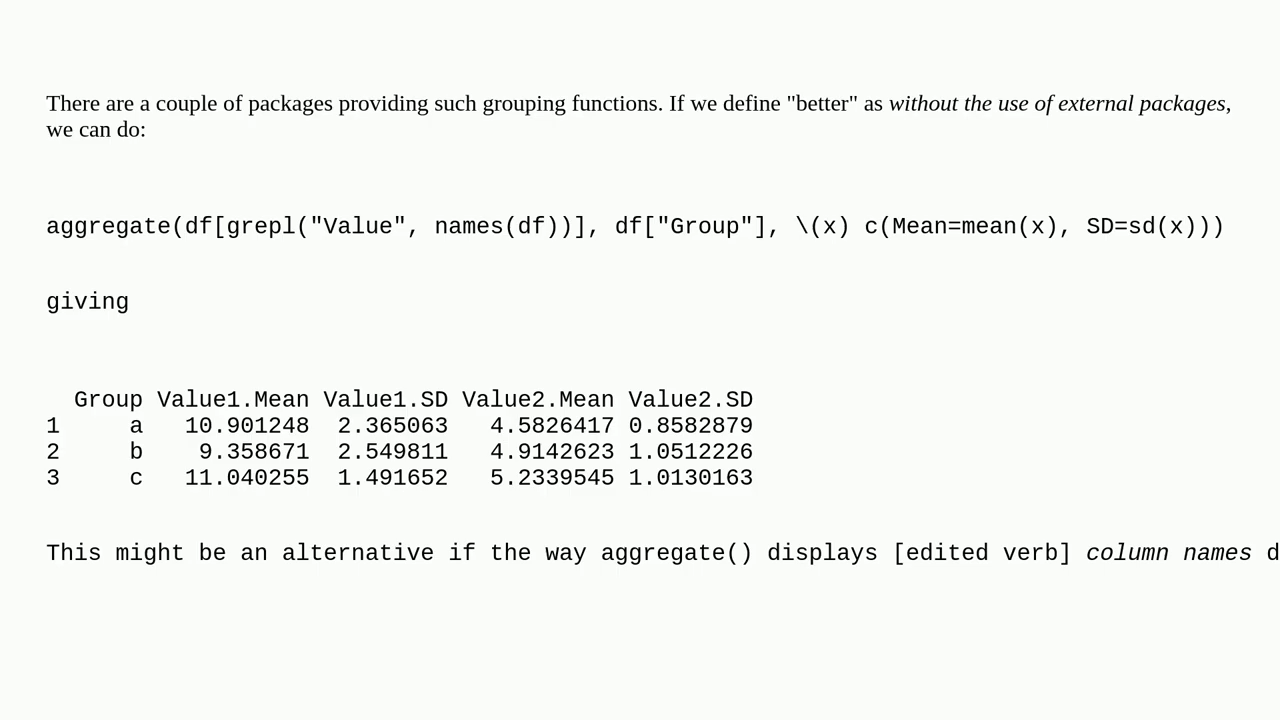 There are a couple of packages providing such grouping functions. If we define "better" as without the use of external packages,
we can do:
aggregate(df[grepl("Value", names(df))], df["Group"], \(x) c(Mean=mean(x), SD=sd(x)))
giving
  Group Value1.Mean Value1.SD Value2.Mean Value2.SD
1     a   10.901248  2.365063   4.5826417 0.8582879
2     b    9.358671  2.549811   4.9142623 1.0512226
3     c   11.040255  1.491652   5.2339545 1.0130163
This might be an alternative if the way aggregate() displays [edited verb] column names